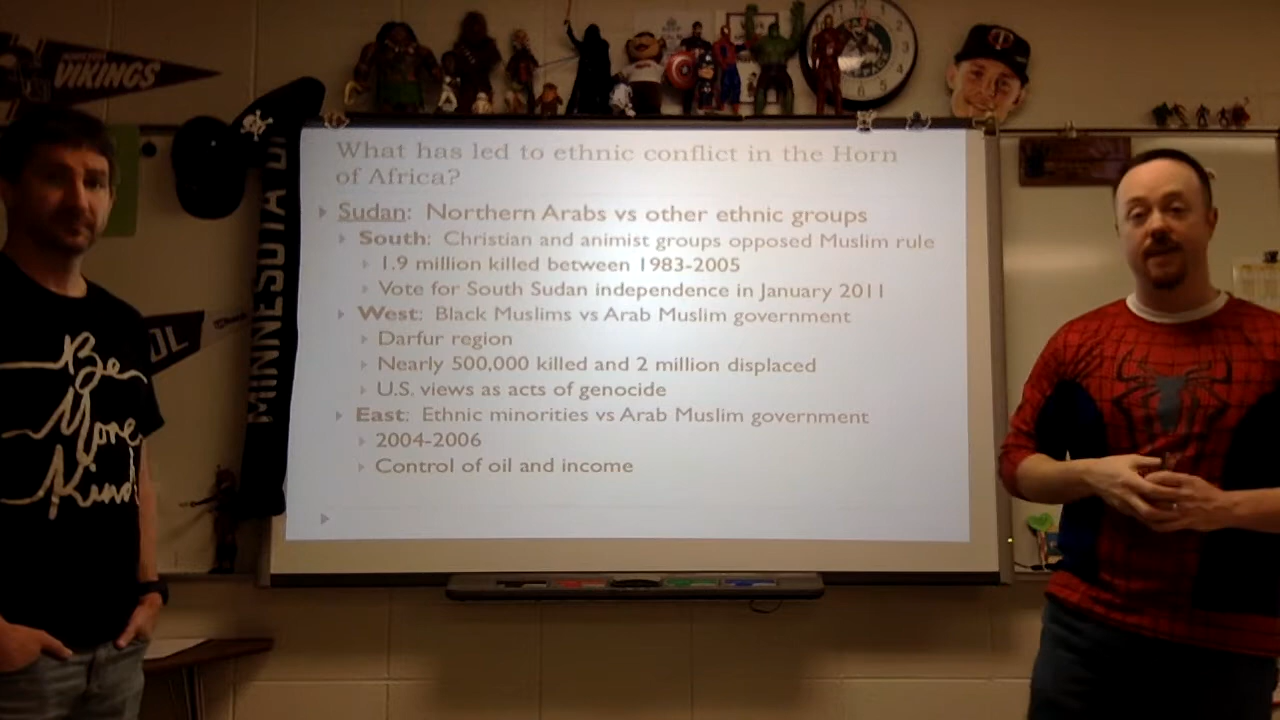 VIKINGS
What has led to ethnic conflict in the Horn
of Africa?
Sudan: Northern Arabs vs other ethnic groups
South: Christian and animist groups opposed Muslim rule
1.9 million killed between 1983-2005
Vote for South Sudan independence in January 2011
West: Black Muslims vs Arab Muslim government
Darfur region
Nearly 500,000 killed and 2 million displaced
U.S. views as acts of genocide
East: Ethnic minorities vs Arab Muslim government
2004-2006
Control of oil and income
MINNESOTA
Be
More
Kind